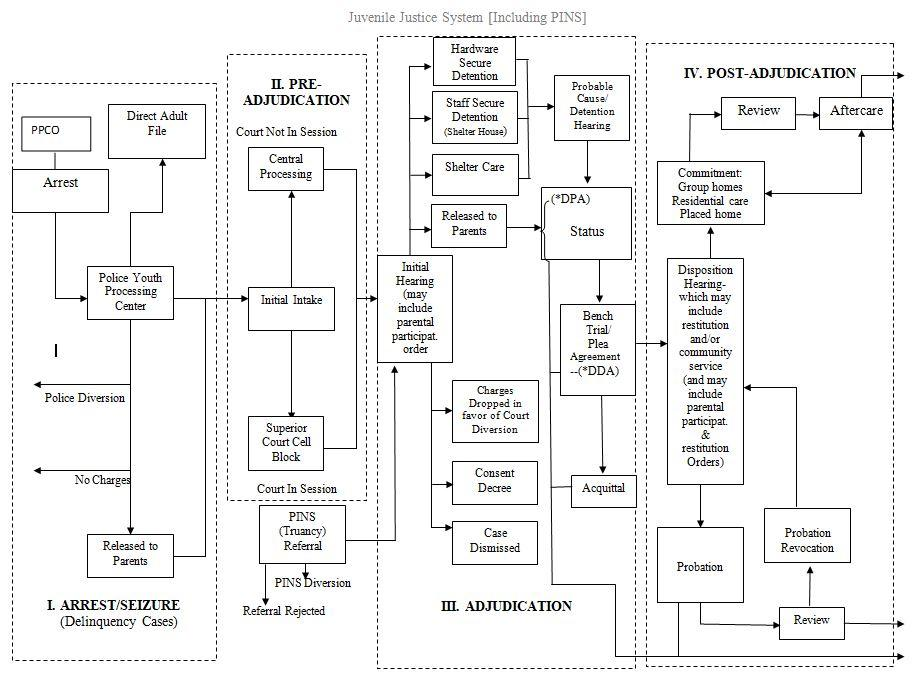 Juvenile Justice System [Including PINS]
PPCO
Arrest
Direct Adult
File
Police Youth
Processing
Center
Police Diversion
No Charges
Released to
Parents
I. ARREST/SEIZURE
(Delinquency Cases)
II. PRE-
ADJUDICATION
Court Not In Session
Central
Processing
Initial Intake
Superior
Court Cell
Block
Court In Session
PINS
(Truancy)
Referral
PINS Diversion
Referral Rejected
Hardware
Secure
Detention
Staff Secure
Detention
(Shelter House)
Shelter Care
Released to
Parents
Initial
Hearing
(may
include
parental
participat.
order
Probable
Cause/
Detention
Hearing
(*DPA)
Status
Bench
Trial/
Plea
Agreement
--(*DDA)
Charges
Dropped in
favor of Court
Diversion
Consent
Decree
Case
Dismissed
Acquittal
III. ADJUDICATION
IV. POST-ADJUDICATION
Review
Aftercare
Commitment:
Group homes
Residential care
Placed home
Disposition
Hearing-
which may
include
restitution
and/or
community
service
(and may
include
parental
participat.
&
restitution
Orders)
Probation
Probation
Revocation
Review